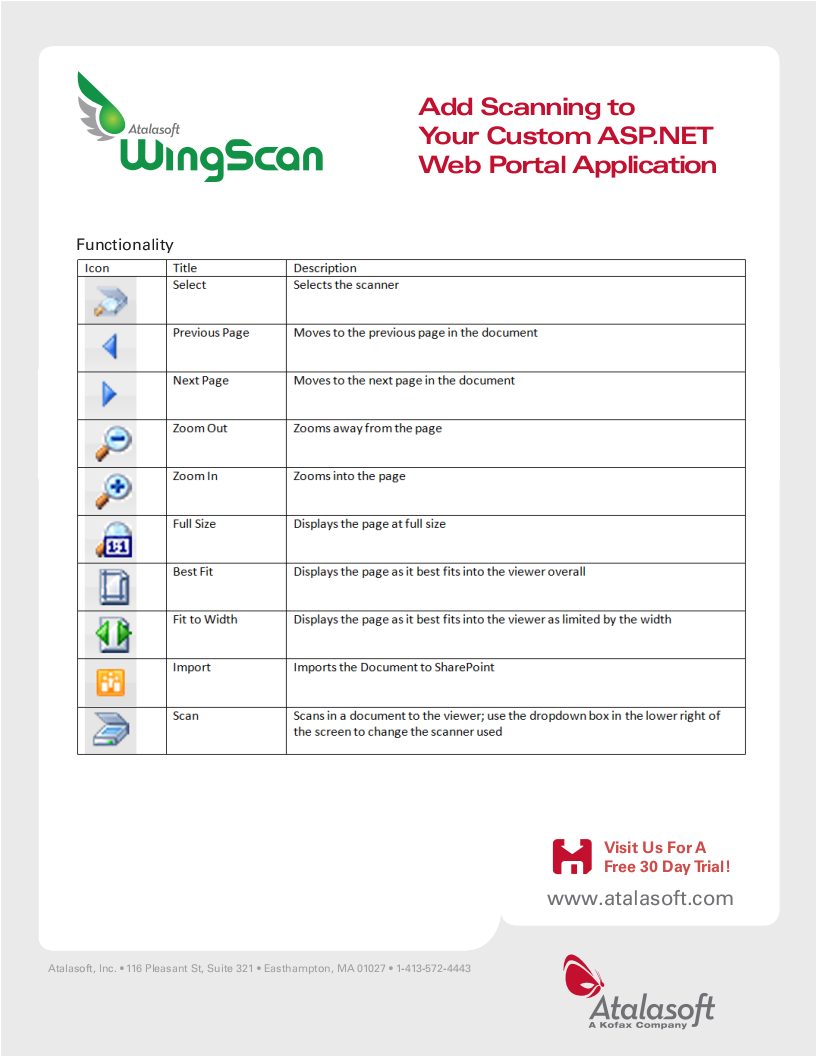 Atalasoft
WingScan
Add Scanning to
Your Custom ASP.NET
Web Portal Application
Functionality
Icon Title Description
Select Selects the scanner
Previous Page Moves to the previous page in the document
Next Page Moves to the next page in the document
Zoom Out Zooms away from the page
Zoom In Zooms into the page
1:1 Full Size Displays the page at full size
Best Fit Displays the page as it best fits into the viewer overall
Fit to Width Displays the page as it best fits into the viewer as limited by the width
Import Imports the Document to SharePoint
Scan Scans in a document to the viewer; use the dropdown box in the lower right of
the screen to change the scanner used
Visit Us For A
Free 30 Day Trial!
www.atalasoft.com
Atalasoft, Inc. • 116 Pleasant St, Suite 321 • Easthampton, MA 01027 • 1-413-572-4443
Atalasoft
A Kofax Company